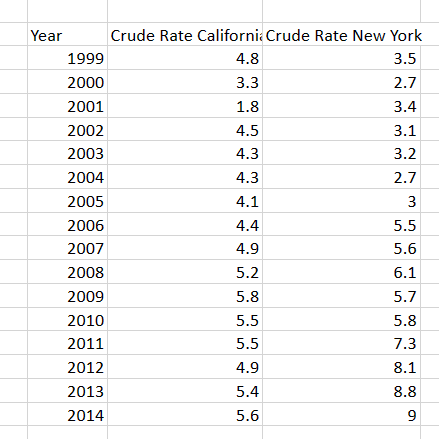 Year Crude Rate California Crude Rate New York
1999 4.8 3.5
2000 3.3 2.7
2001 1.8 3.4
2002 4.5 3.1
2003 4.3 3.2
2004 4.3 2.7
2005 4.1 3
2006 4.4 5.5
2007 4.9 5.6
2008 5.2 6.1
2009 5.8 5.7
2010 5.5 5.8
2011 5.5 7.3
2012 4.9 8.1
2013 5.4 8.8
2014 5.6 9